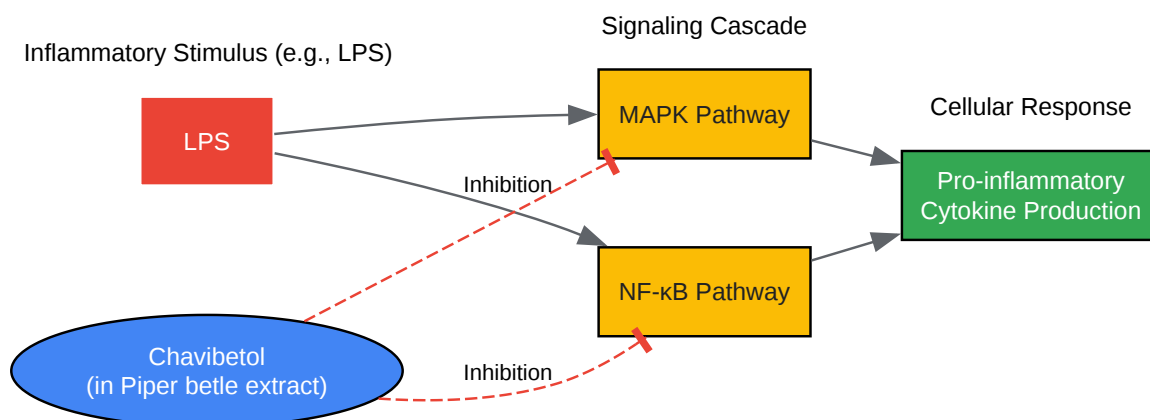 Signaling Cascade
Inflammatory Stimulus (e.g., LPS)
MAPK Pathway
Cellular Response
LPS
Inhibition
Pro-inflammatory
Cytokine Production
NF-κB Pathway
Chavibetol
(in Piper betle extract)
Inhibition